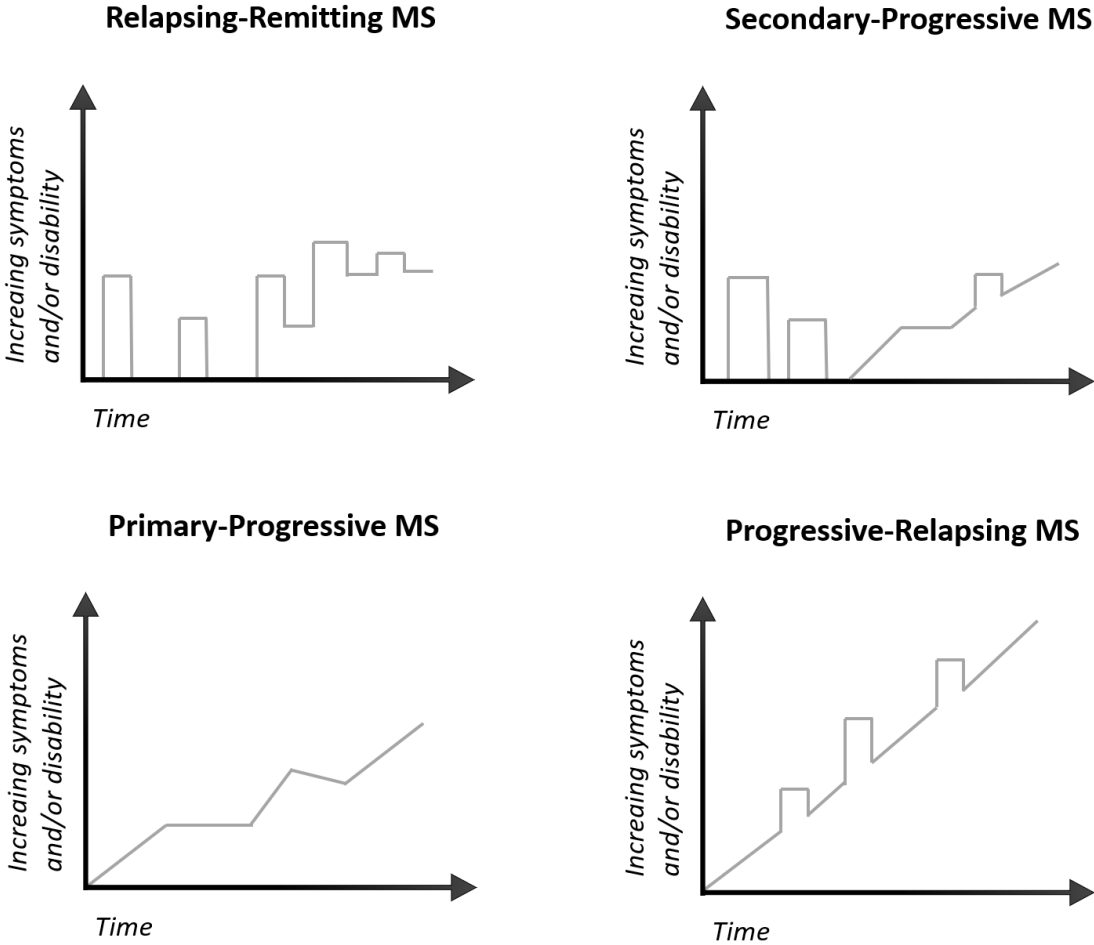 Relapsing-Remitting MS
Increaing symptoms
and/or disability
Time
Secondary-Progressive MS
Increaing symptoms
and/or disability
Time
Primary-Progressive MS
Increaing symptoms
and/or disability
Time
Progressive-Relapsing MS
Increaing symptoms
and/or disability
Time